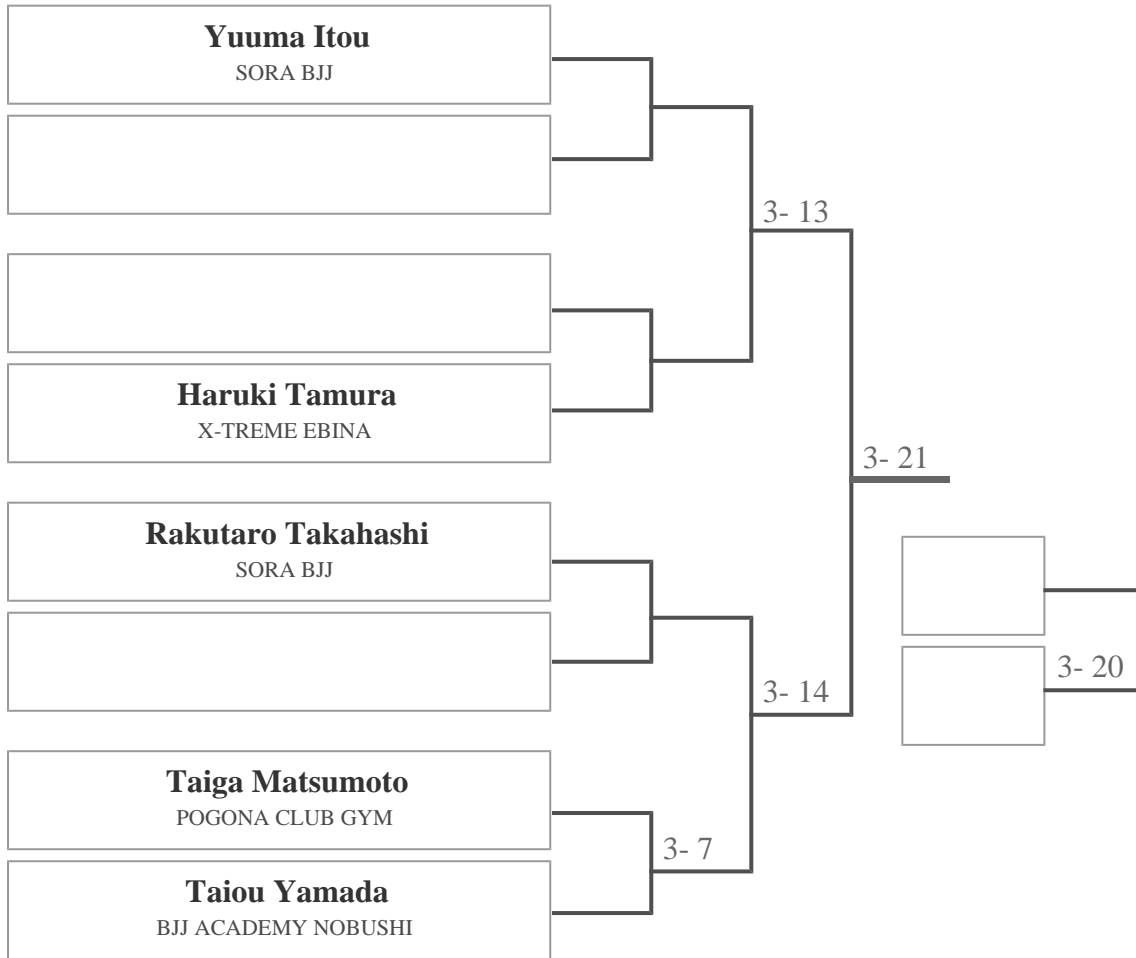 Yuuma Itou
SORA BJJ
3- 13
Haruki Tamura
X-TREME EBINA
3- 21
Rakutaro Takahashi
SORA BJJ
3- 20
3- 14
Taiga Matsumoto
POGONA CLUB GYM
3- 7
Taiou Yamada
BJJ ACADEMY NOBUSHI